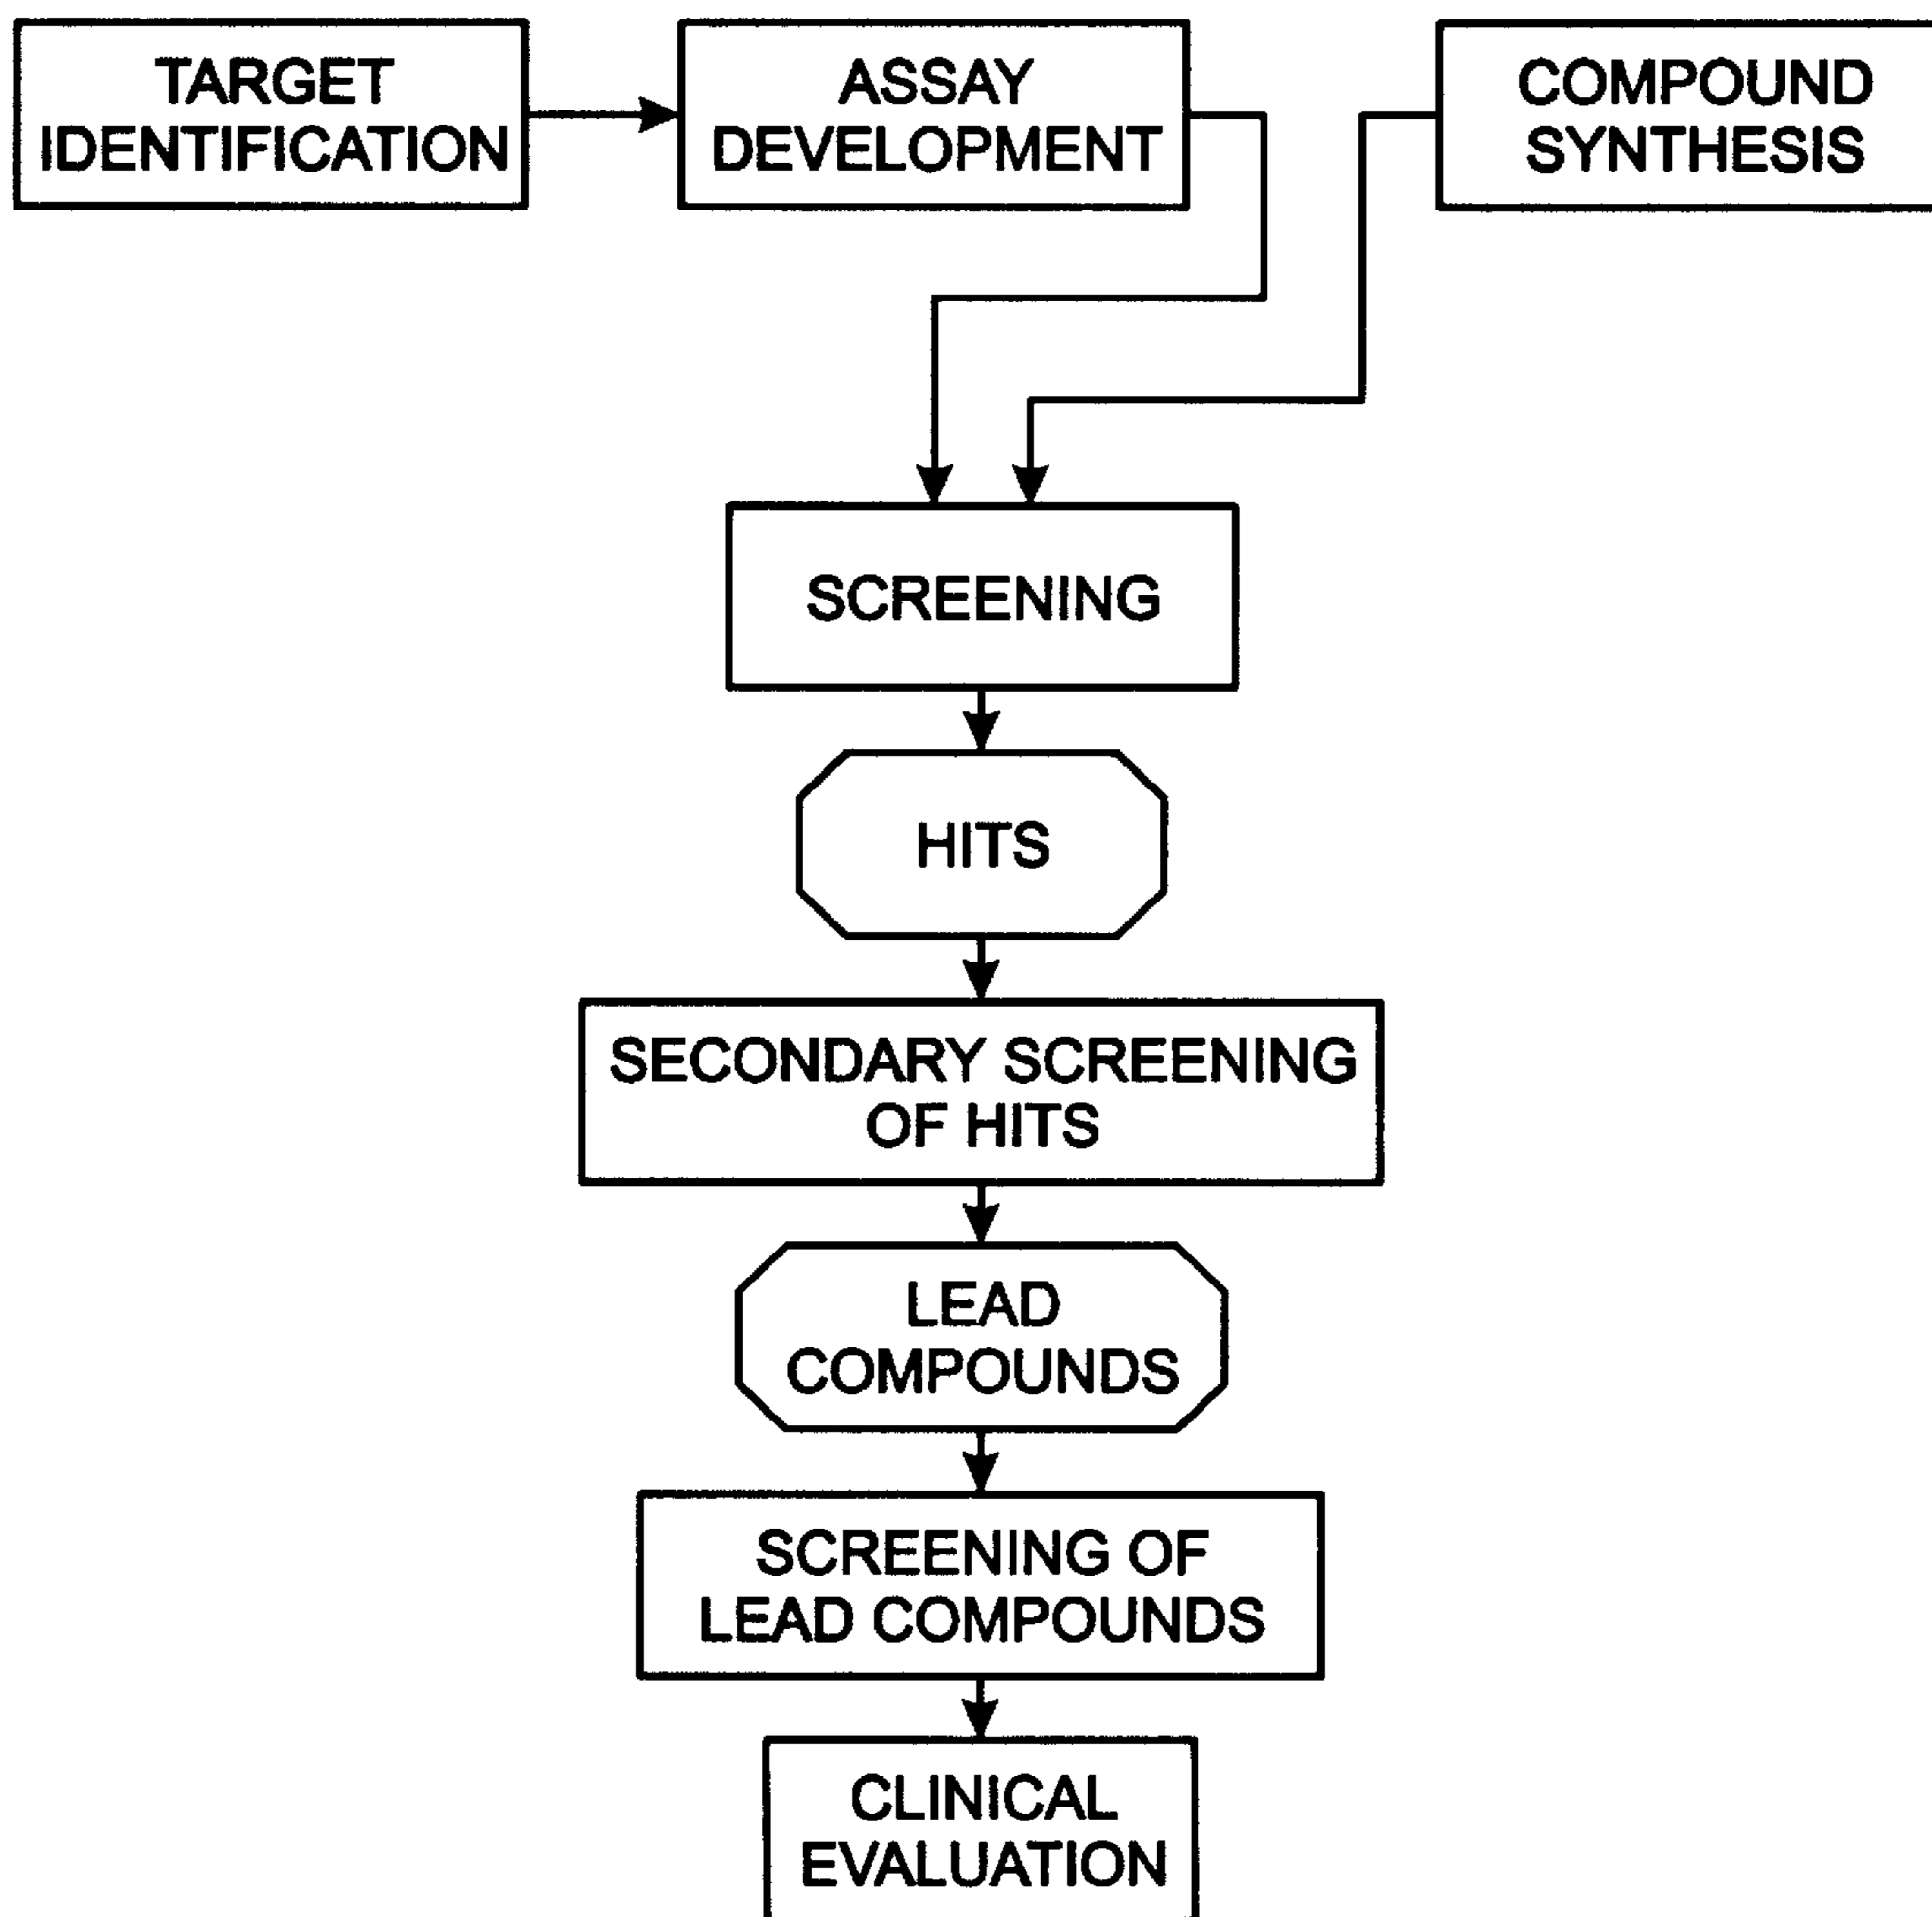 TARGET
IDENTIFICATION
ASSAY
DEVELOPMENT
COMPOUND
SYNTHESIS
SCREENING
HITS
SECONDARY SCREENING
OF HITS
LEAD
COMPOUNDS
SCREENING OF
LEAD COMPOUNDS
CLINICAL
EVALUATION